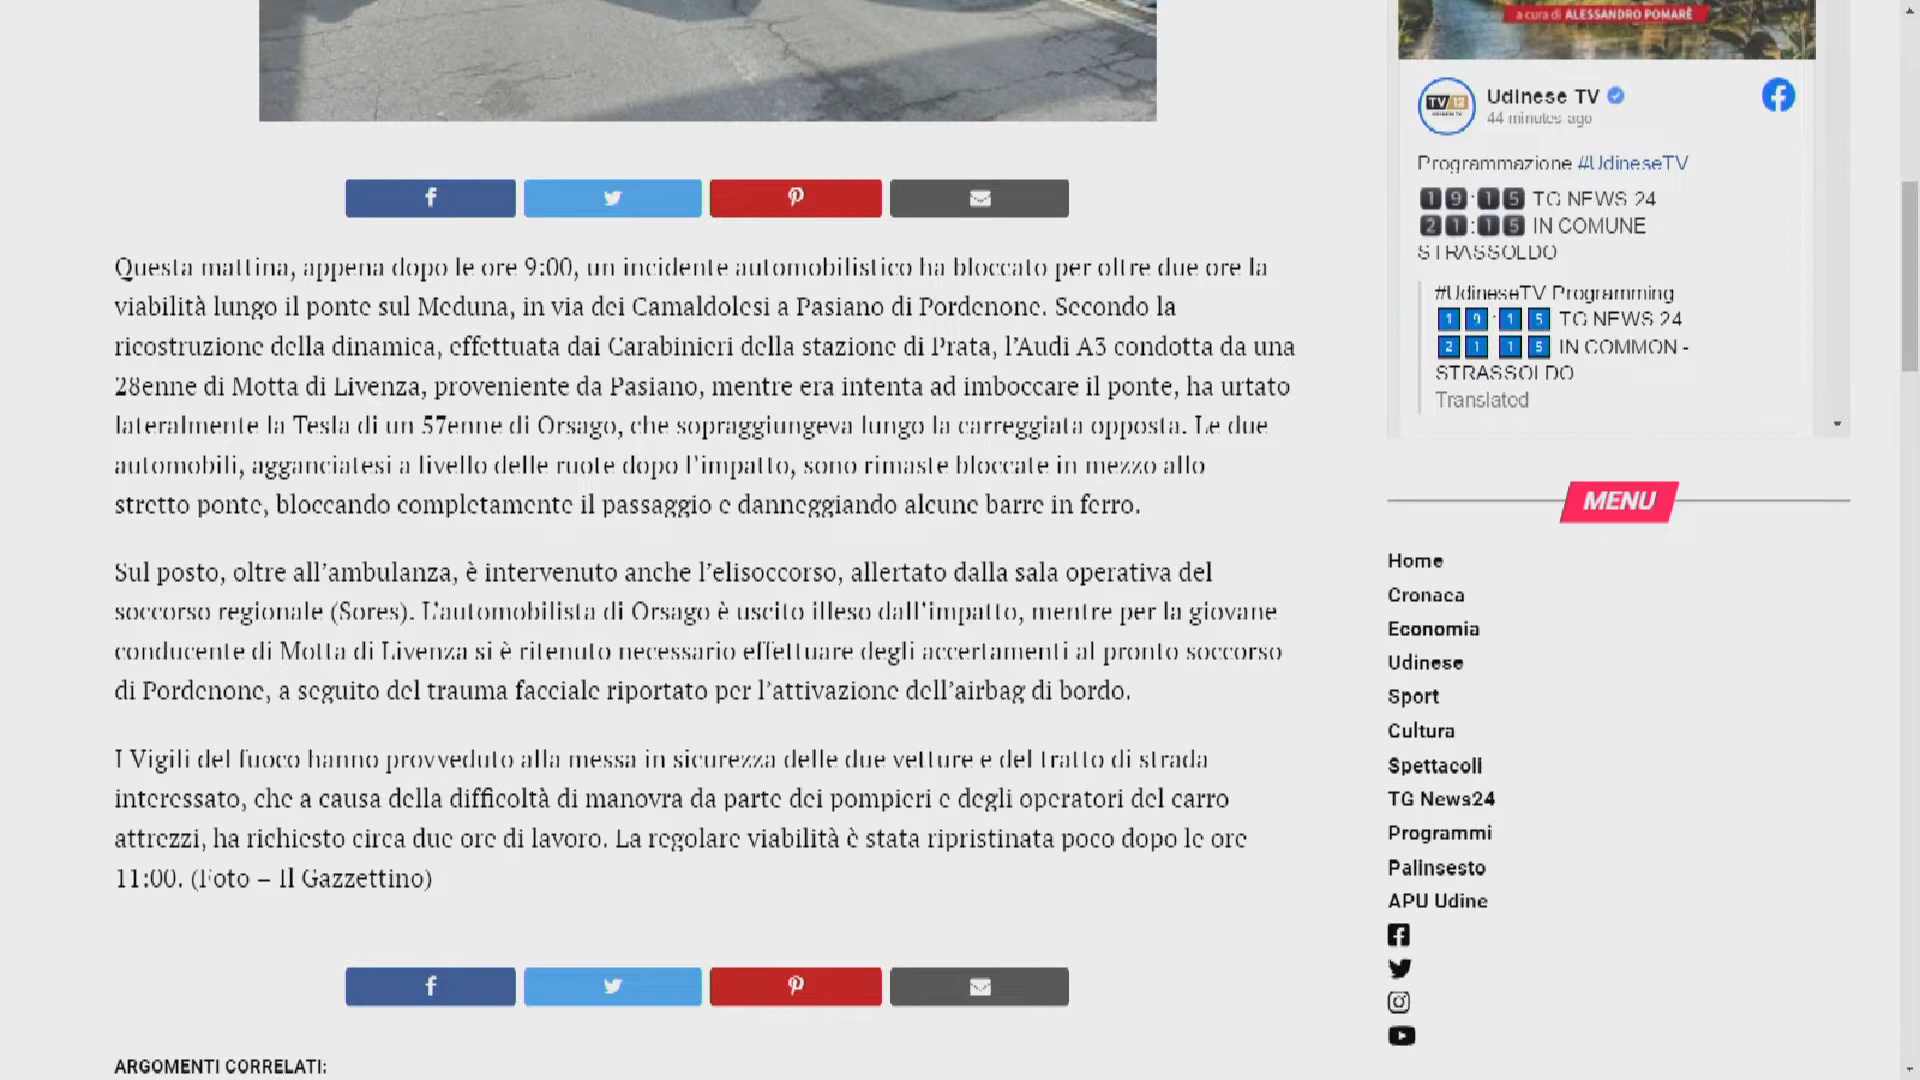 a cura di ALESSANDRO POMARÈ
Udinese TV
44 minutes ago
Programmazione #UdineseTV
19:15 TG NEWS 24
21:15 IN COMUNE
STRASSOLDO
#UdineseTV Programming
19:15 TG NEWS 24
21 15 IN COMMON -
STRASSOLDO
Translated
Questa mattina, appena dopo le ore 9:00, un incidente automobilistico ha bloccato per oltre due ore la
viabilità lungo il ponte sul Meduna, in via dei Camaldolesi a Pasiano di Pordenone. Secondo la
ricostruzione della dinamica, effettuata dai Carabinieri della stazione di Prata, l’Audi A3 condotta da una
28enne di Motta di Livenza, proveniente da Pasiano, mentre era intenta ad imboccare il ponte, ha urtato
lateralmente la Tesla di un 57enne di Orsago, che sopraggiungeva lungo la carreggiata opposta. Le due
automobili, agganciatesi a livello delle ruote dopo l’impatto, sono rimaste bloccate in mezzo allo
stretto ponte, bloccando completamente il passaggio e danneggiando alcune barre in ferro.
Sul posto, oltre all’ambulanza, è intervenuto anche l’elisoccorso, allertato dalla sala operativa del
soccorso regionale (Sores). L’automobilista di Orsago è uscito illeso dall’impatto, mentre per la giovane
conducente di Motta di Livenza si è ritenuto necessario effettuare degli accertamenti al pronto soccorso
di Pordenone, a seguito del trauma facciale riportato per l’attivazione dell’airbag di bordo.
I Vigili del fuoco hanno provveduto alla messa in sicurezza delle due vetture e del tratto di strada
interessato, che a causa della difficoltà di manovra da parte dei pompieri e degli operatori del carro
attrezzi, ha richiesto circa due ore di lavoro. La regolare viabilità è stata ripristinata poco dopo le ore
11:00. (Foto – Il Gazzettino)
ARGOMENTI CORRELATI:
MENU
Home
Cronaca
Economia
Udinese
Sport
Cultura
Spettacoli
TG News24
Programmi
Palinsesto
APU Udine